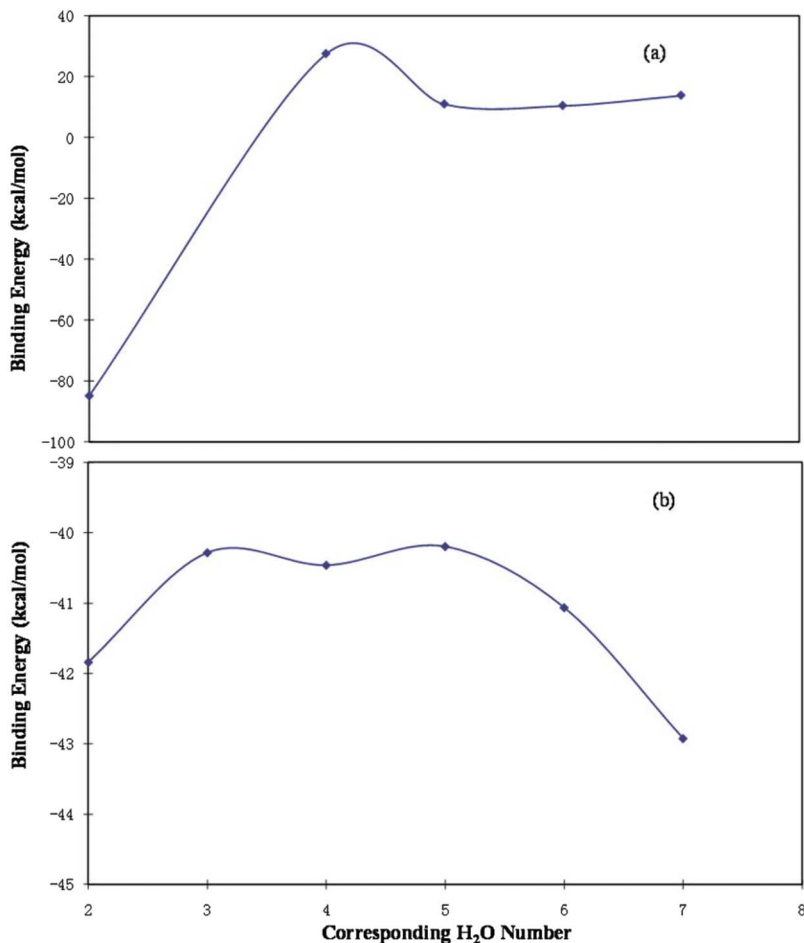 40
20
0
-20
-40
-60
-80
-100
Binding Energy (kcal/mol)
(a)
-39
-40
-41
-42
-43
-44
-45
Binding Energy (kcal/mol)
(b)
2 3 4 5 6 7 8
Corresponding H₂O Number